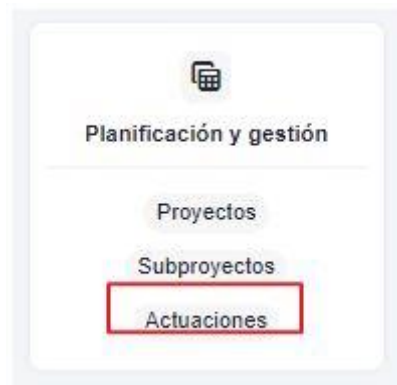 Planificación y gestión
Proyectos
Subproyectos
Actuaciones